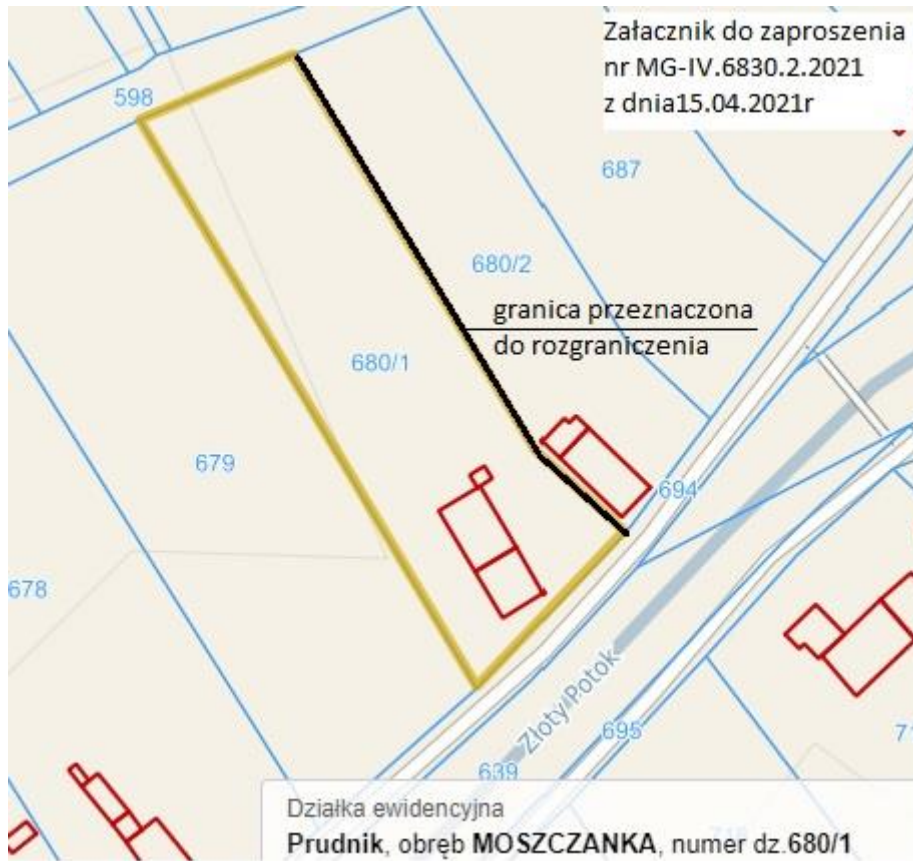 Załacznik do zaproszenia
nr MG-IV.6830.2.2021
z dnia15.04.2021r
598
687
680/2
granica przeznaczona
do rozgraniczenia
680/1
679
694
678
Złoty Potok
695
639
Działka ewidencyjna
Prudnik, obręb MOSZCZANKA, numer dz.680/1